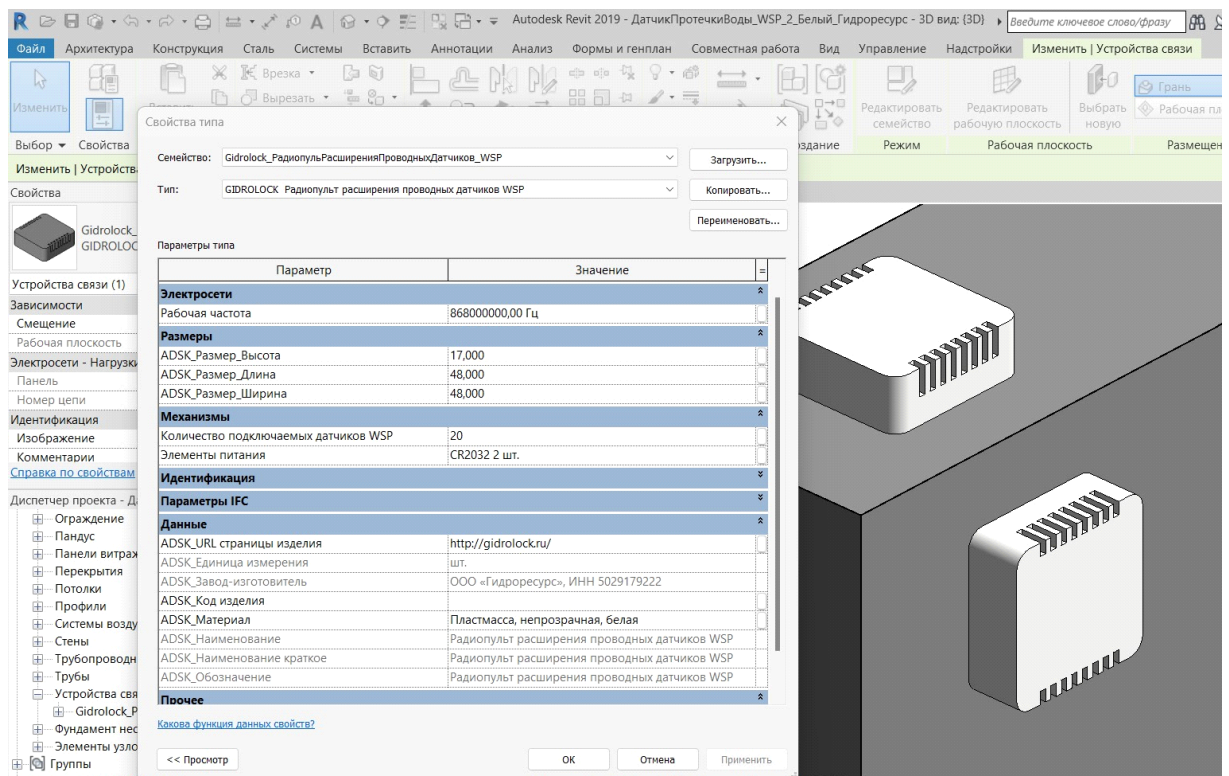 Autodesk Revit 2019 - ДатчикПротечкиВоды_WSP_2_Белый_Гидроресурс - 3D вид: {3D}
Введите ключевое слово/фразу
Файл Архитектура Конструкция Сталь Системы Вставить Аннотации Анализ Формы и генплан Совместная работа Вид Управление Надстройки Изменить | Устройства связи
Изменить
Врезка
Вырезать
Редактировать семейство
Редактировать рабочую плоскость
Выбрать новую
Грань
Рабочая пл
Выбор Свойства
здание
Режим
Рабочая плоскость
Размещен
Изменить | Устройств
Свойства
Gidrolock_
GIDROLOC
Устройства связи (1)
Зависимости
Смещение
Рабочая плоскость
Электросети - Нагрузки
Панель
Номер цепи
Идентификация
Изображение
Комментарии
Справка по свойствам
Диспетчер проекта - Д
Ограждение
Пандус
Панели витраж
Перекрытия
Потолки
Профили
Системы возду
Стены
Трубопроводн
Трубы
Устройства свя
Gidrolock_Р
Фундамент нес
Элементы узло
Группы
Свойства типа
Семейство: Gidrolock_РадиопультРасширенияПроводныхДатчиков_WSP Загрузить...
Тип: GIDROLOCK Радиопульт расширения проводных датчиков WSP Копировать...
Переименовать...
Параметры типа
Параметр Значение =
Электросети
Рабочая частота 868000000,00 Гц
Размеры
ADSK_Размер_Высота 17,000
ADSK_Размер_Длина 48,000
ADSK_Размер_Ширина 48,000
Механизмы
Количество подключаемых датчиков WSP 20
Элементы питания CR2032 2 шт.
Идентификация
Параметры IFC
Данные
ADSK_URL страницы изделия http://gidrolock.ru/
ADSK_Единица измерения шт.
ADSK_Завод-изготовитель ООО «Гидроресурс», ИНН 5029179222
ADSK_Код изделия
ADSK_Материал Пластмасса, непрозрачная, белая
ADSK_Наименование Радиопульт расширения проводных датчиков WSP
ADSK_Наименование краткое Радиопульт расширения проводных датчиков WSP
ADSK_Обозначение Радиопульт расширения проводных датчиков WSP
Прочее
Какова функция данных свойств?
<< Просмотр ОК Отмена Применить